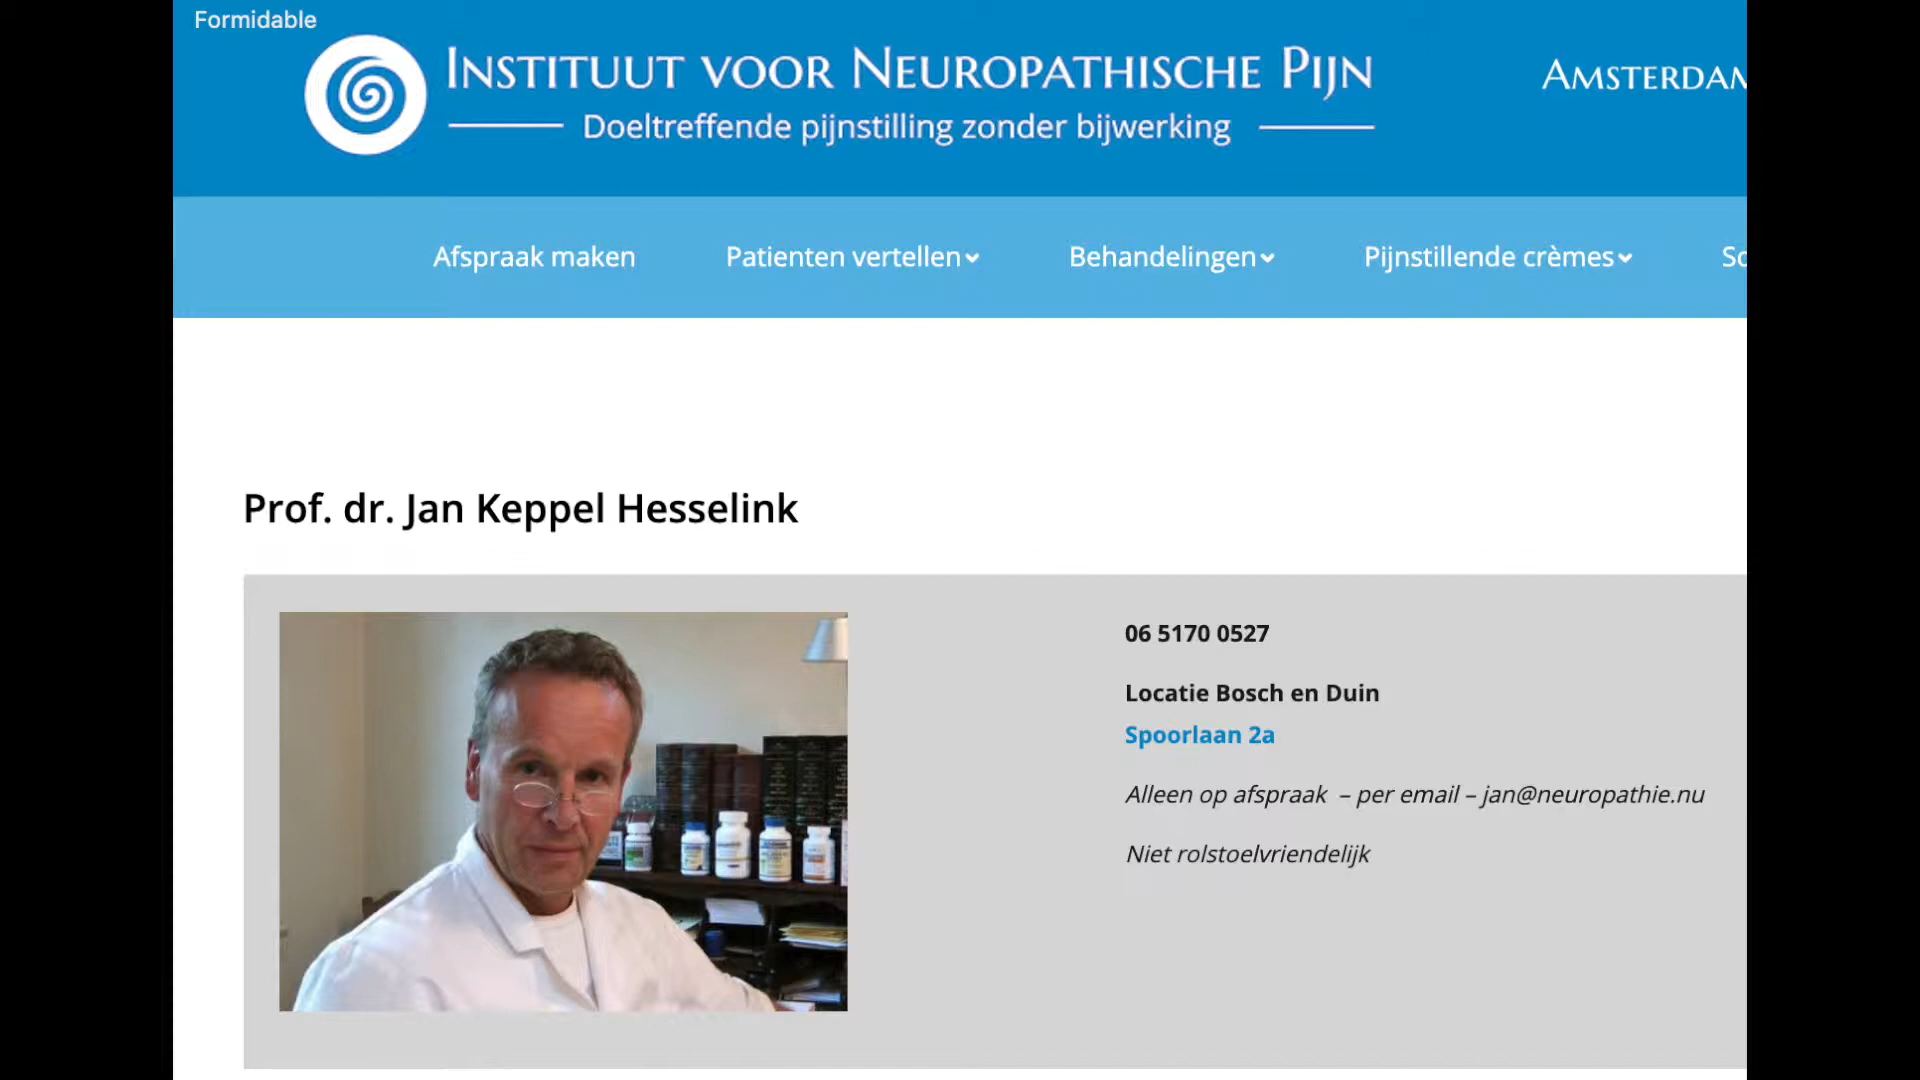 Formidable
Instituut voor Neuropathische Pijn
Amsterdam
Doeltreffende pijnstilling zonder bijwerking
Afspraak maken
Patienten vertellen
Behandelingen
Pijnstillende crèmes
Prof. dr. Jan Keppel Hesselink
06 5170 0527
Locatie Bosch en Duin
Spoorlaan 2a
Alleen op afspraak – per email – jan@neuropathie.nu
Niet rolstoelvriendelijk